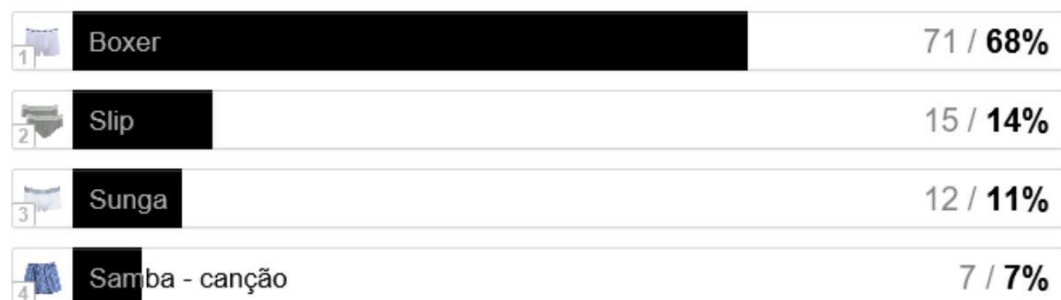 1 Boxer 71 / 68%
2 Slip 15 / 14%
3 Sunga 12 / 11%
4 Samba - canção 7 / 7%